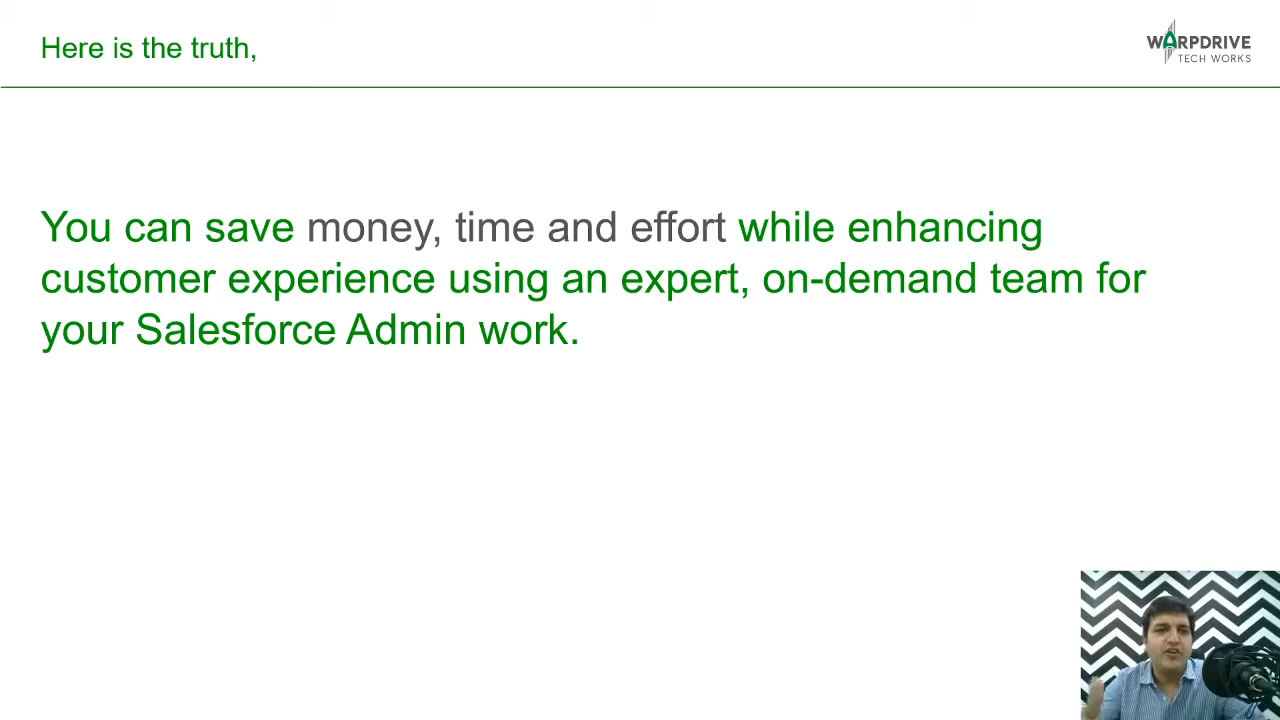 Here is the truth,
WARPDRIVE
TECH WORKS
You can save money, time and effort while enhancing
customer experience using an expert, on-demand team for
your Salesforce Admin work.